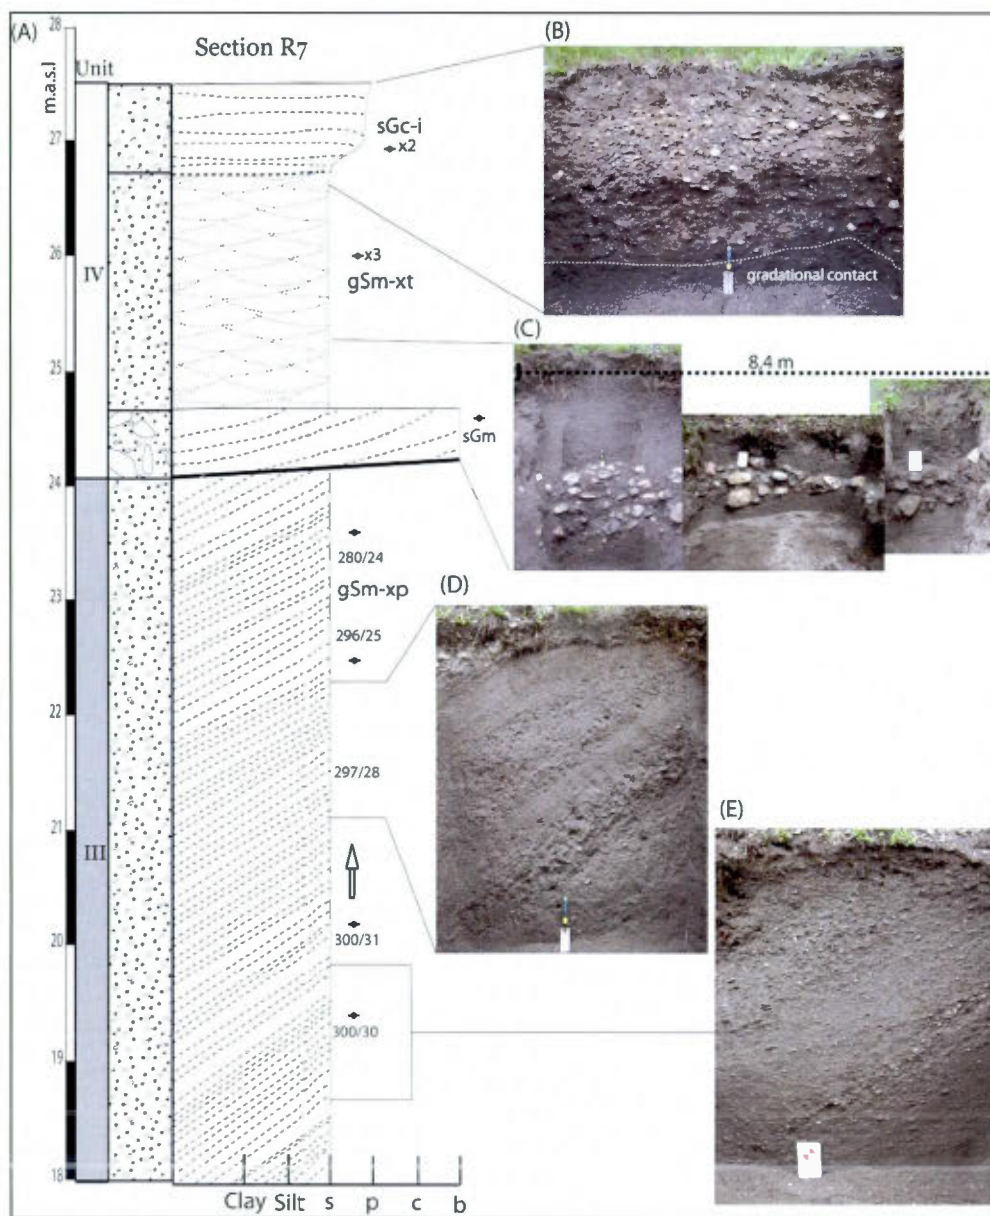 (A)
28
Section R7
(B)
Unit
m.a.s.l
27
sGc-i
x2
26
x3
gSm-xt
IV
gradational contact
(C)
8,4 m
25
sGm
24
280/24
gSm-xp
23
296/25
(D)
22
297/28
(E)
21
III
20
300/31
300/30
19
18
Clay Silt s p c b